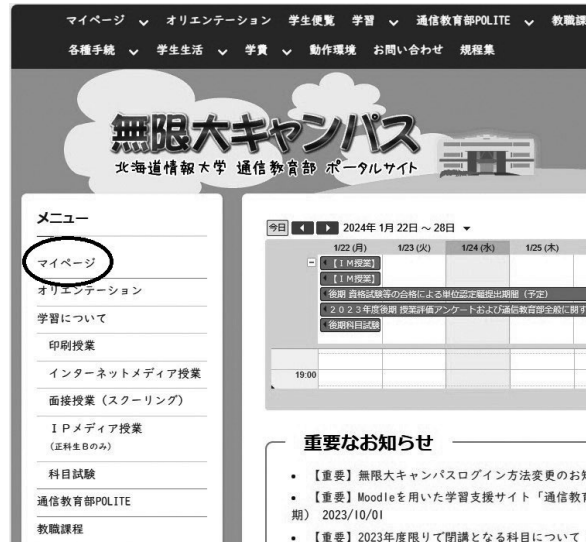 マイページ オリエンテーション 学生便覧 学習 通信教育部POLITE 教職課
各種手続 学生生活 学費 動作環境 お問い合わせ 規程集
無限大キャンパス
北海道情報大学 通信教育部 ポータルサイト
メニュー
マイページ
オリエンテーション
学習について
印刷授業
インターネットメディア授業
面接授業（スクーリング）
ＩＰメディア授業
（正科生Bのみ）
科目試験
通信教育部POLITE
教職課程
今日 2024年 1月 22日 ～ 28日
1/22 (月) 1/23 (火) 1/24 (水) 1/25 (木)
【ＩＭ授業】
【ＩＭ授業】
後期 資格試験等の合格による単位認定願提出期間（予定）
２０２３年度後期 授業評価アンケートおよび通信教育部全般に関す
後期科目試験
19:00
重要なお知らせ
• 【重要】無限大キャンパスログイン方法変更のお知
• 【重要】Moodleを用いた学習支援サイト「通信教育
期） 2023/10/01
• 【重要】2023年度限りで閉講となる科目について